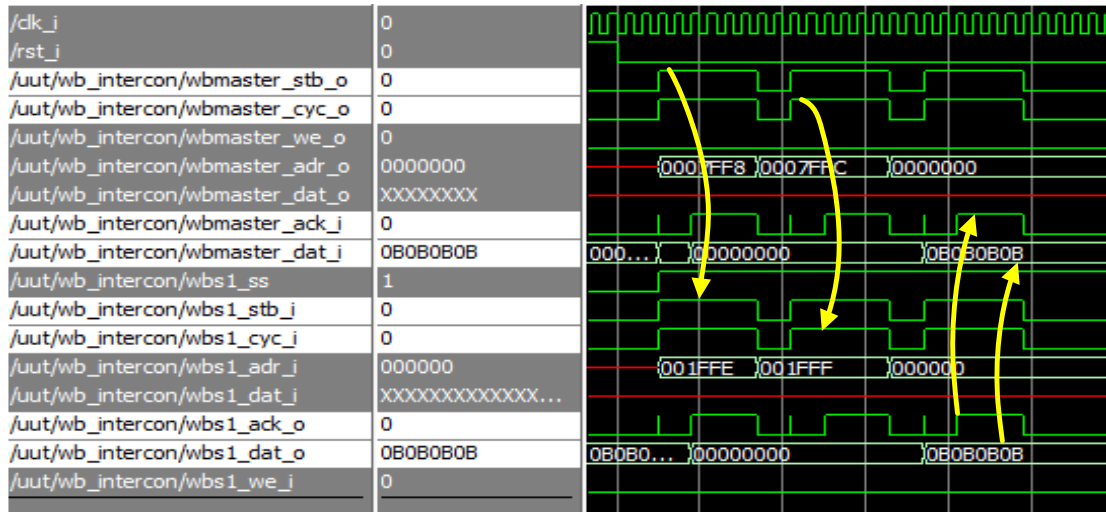 /clk_i 0
/rst_i 0
/uut/wb_intercon/wbmaster_stb_o 0
/uut/wb_intercon/wbmaster_cyc_o 0
/uut/wb_intercon/wbmaster_we_o 0
/uut/wb_intercon/wbmaster_adr_o 0000000 0007FF8 0007FFC 0000000
/uut/wb_intercon/wbmaster_dat_o XXXXXXXX
/uut/wb_intercon/wbmaster_ack_i 0
/uut/wb_intercon/wbmaster_dat_i 0B0B0B0B 000... 00000000 0B0B0B0B
/uut/wb_intercon/wbs1_ss 1
/uut/wb_intercon/wbs1_stb_i 0
/uut/wb_intercon/wbs1_cyc_i 0
/uut/wb_intercon/wbs1_adr_i 000000 001FFE 001FFF 000000
/uut/wb_intercon/wbs1_dat_i XXXXXXXXXXXXX...
/uut/wb_intercon/wbs1_ack_o 0
/uut/wb_intercon/wbs1_dat_o 0B0B0B0B 0B0B0... 00000000 0B0B0B0B
/uut/wb_intercon/wbs1_we_i 0